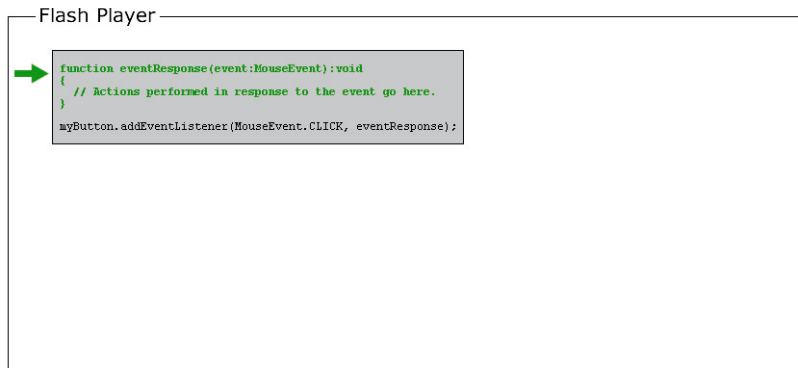 Flash Player
function eventResponse(event:MouseEvent):void
{
// Actions performed in response to the event go here.
}
myButton.addEventListener(MouseEvent.CLICK, eventResponse);